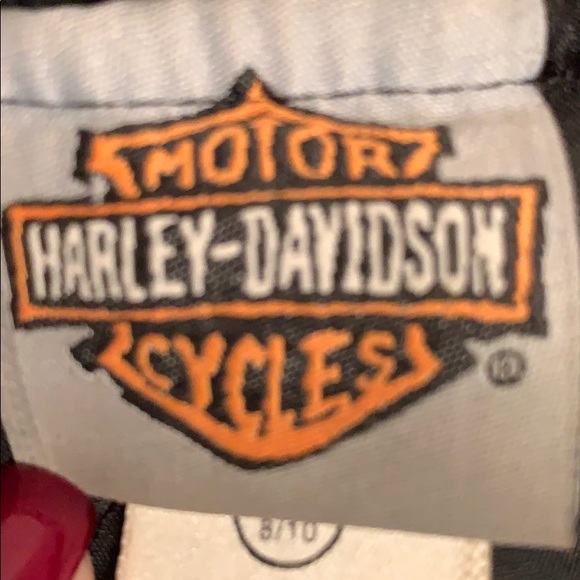 MOTOR
HARLEY-DAVIDSON
CYCLES
®
8/10